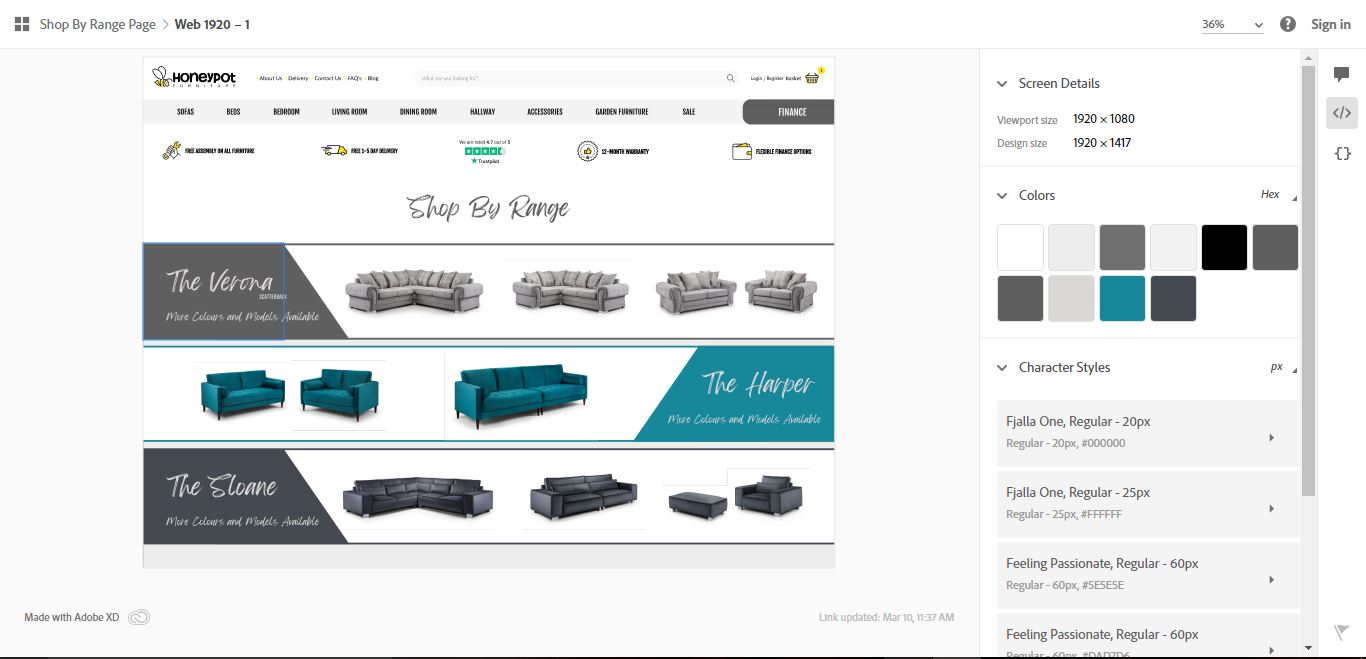 Shop By Range Page > Web 1920 – 1
36%
Sign in
HONEYPOT
FURNITURE
About Us Delivery Contact Us FAQ's Blog
What are you looking for?
Login / Register Basket
SOFAS BEDS BEDROOM LIVING ROOM DINING ROOM HALLWAY ACCESSORIES GARDEN FURNITURE SALE FINANCE
FREE ASSEMBLY ON ALL FURNITURE
FREE 1-5 DAY DELIVERY
We are rated 4.7 out of 5
Trustpilot
12-MONTH WARRANTY
FLEXIBLE FINANCE OPTIONS
Shop By Range
The Verona
SCATTERBACK
More Colours and Models Available
The Harper
More Colours and Models Available
The Sloane
More Colours and Models Available
Made with Adobe XD
Link updated: Mar 10, 11:37 AM
Screen Details
Viewport size 1920 × 1080
Design size 1920 × 1417
Colors Hex
Character Styles px
Fjalla One, Regular - 20px
Regular - 20px, #000000
Fjalla One, Regular - 25px
Regular - 25px, #FFFFFF
Feeling Passionate, Regular - 60px
Regular - 60px, #5E5E5E
Feeling Passionate, Regular - 60px
Regular - 60px, #DAD7D6